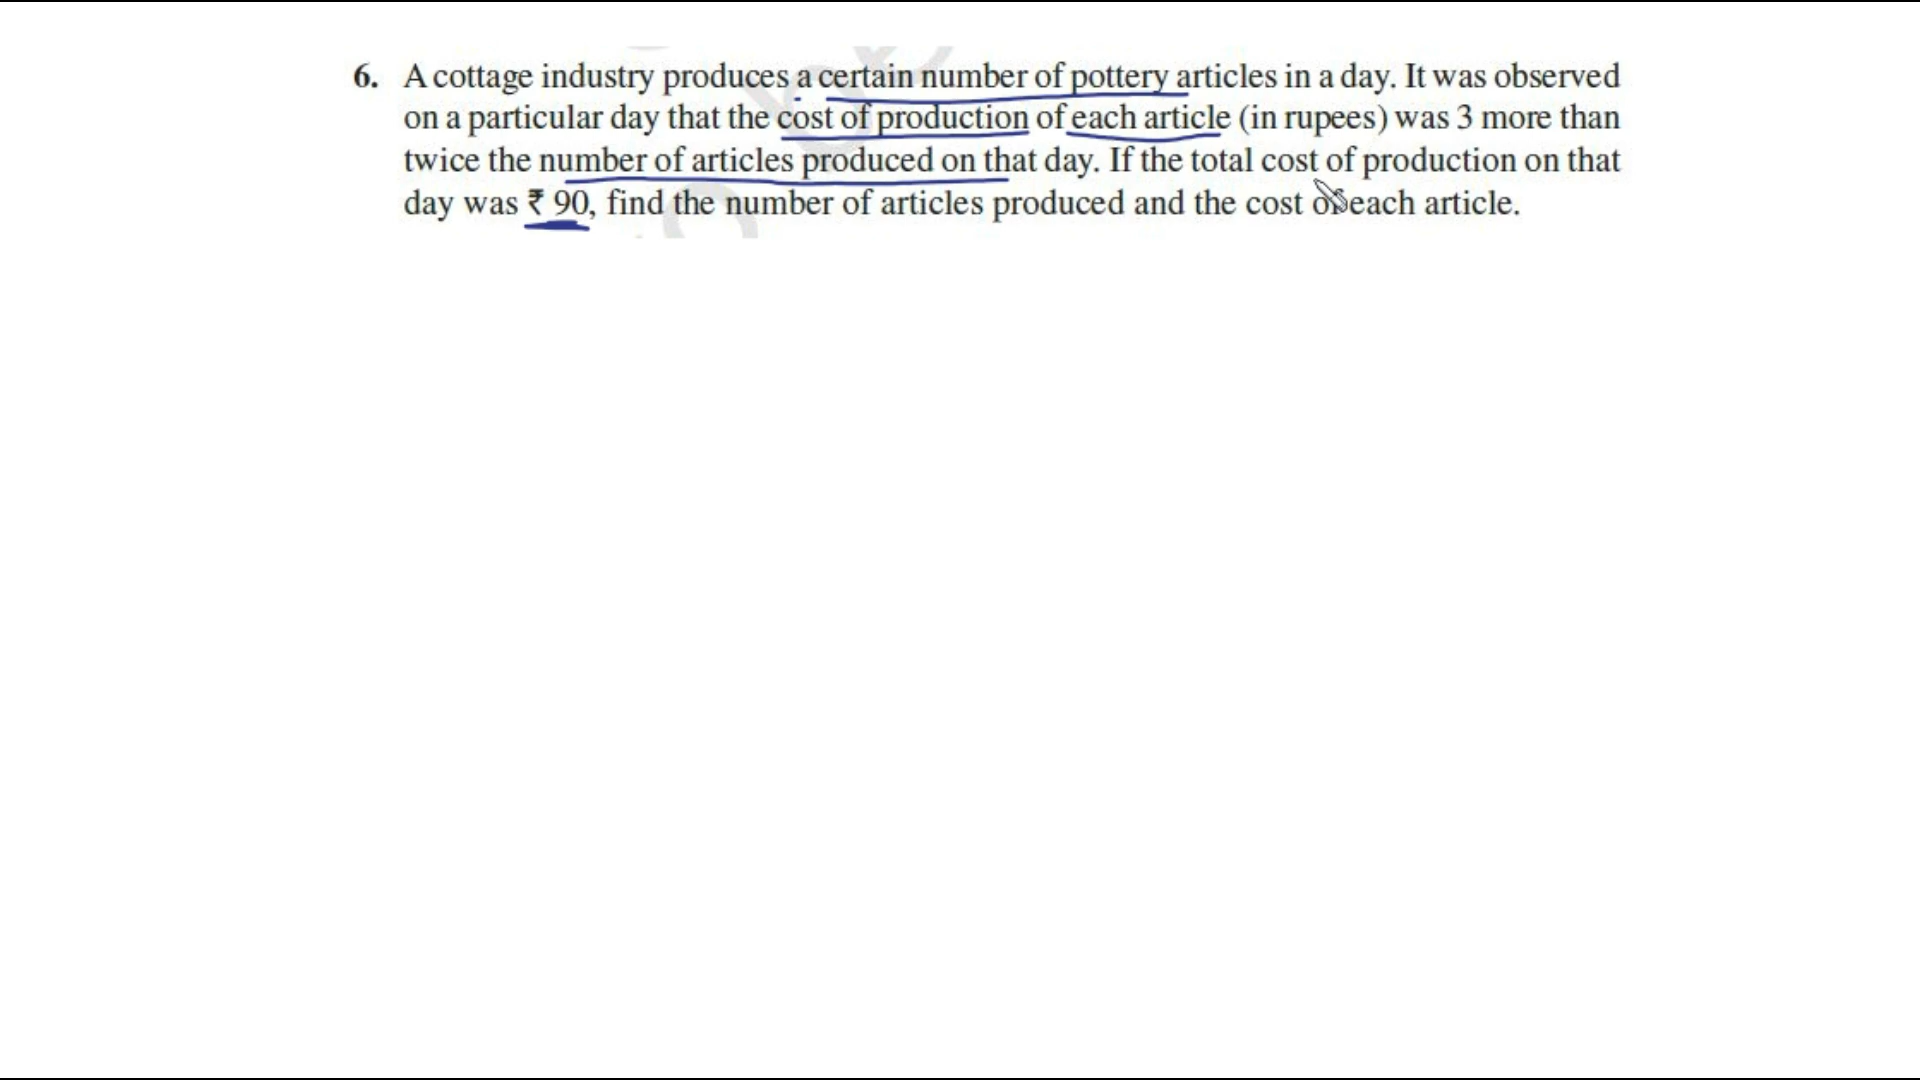 6. A cottage industry produces a certain number of pottery articles in a day. It was observed
on a particular day that the cost of production of each article (in rupees) was 3 more than
twice the number of articles produced on that day. If the total cost of production on that
day was ₹ 90, find the number of articles produced and the cost of each article.